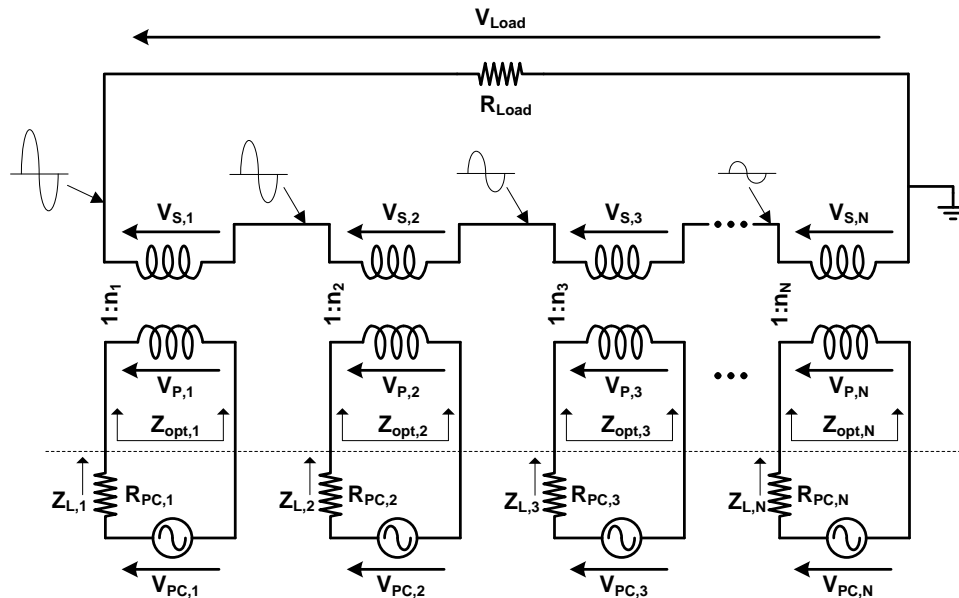 V_Load
R_Load
V_S,1 V_S,2 V_S,3 ••• V_S,N
1:n_1 1:n_2 1:n_3 1:n_N
V_P,1 V_P,2 V_P,3 ••• V_P,N
Z_opt,1 Z_opt,2 Z_opt,3 Z_opt,N
Z_L,1 R_PC,1 Z_L,2 R_PC,2 Z_L,3 R_PC,3 Z_L,N R_PC,N
V_PC,1 V_PC,2 V_PC,3 V_PC,N